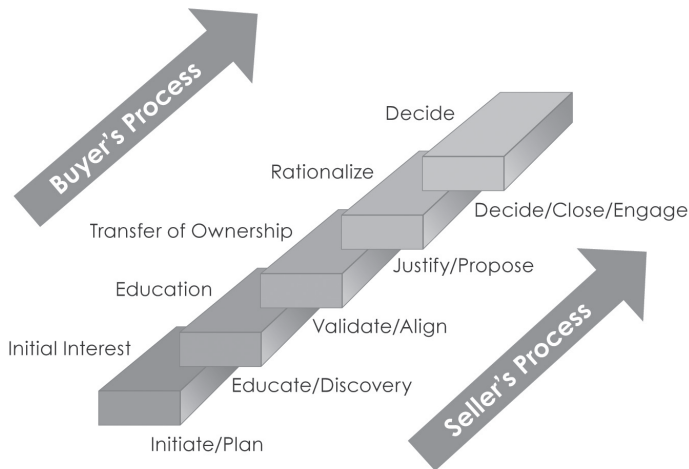 Buyer's Process
Decide
Rationalize
Transfer of Ownership
Education
Initial Interest
Decide/Close/Engage
Justify/Propose
Validate/Align
Educate/Discovery
Initiate/Plan
Seller's Process